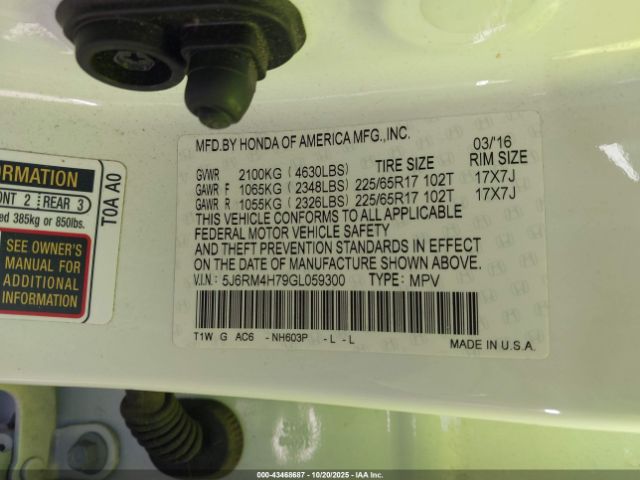 ORMATION
ONT 2 REAR 3
ed 385kg or 850lbs.
SEE OWNER'S
MANUAL FOR
ADDITIONAL
INFORMATION
T0A A0
MFD.BY HONDA OF AMERICA MFG.,INC. 03/'16
GVWR 2100KG (4630LBS) TIRE SIZE RIM SIZE
GAWR F 1065KG (2348LBS) 225/65R17 102T 17X7J
GAWR R 1055KG (2326LBS) 225/65R17 102T 17X7J
THIS VEHICLE CONFORMS TO ALL APPLICABLE
FEDERAL MOTOR VEHICLE SAFETY
AND THEFT PREVENTION STANDARDS IN EFFECT
ON THE DATE OF MANUFACTURE SHOWN ABOVE.
V.I.N.: 5J6RM4H79GL059300 TYPE: MPV
T1W G AC6 -NH603P -L -L
MADE IN U.S.A.
000-43468687 - 10/20/2025 - IAA Inc.